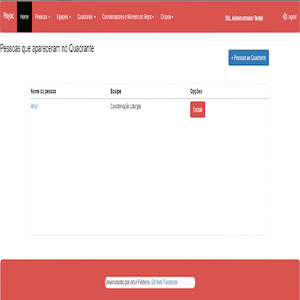 Rejoc Home Pessoas Equipes Quadrante Coordenadores e Número do Rejoc Grupos Olá, Administrador Teste! Logout
Pessoas que apareceram no Quadrante
+ Pessoas ao Quadrante
Nome da pessoa Equipe Opções
Artur Coordenação Liturgia Excluir
Desenvolvido por Artur Git Hub/ Facebook